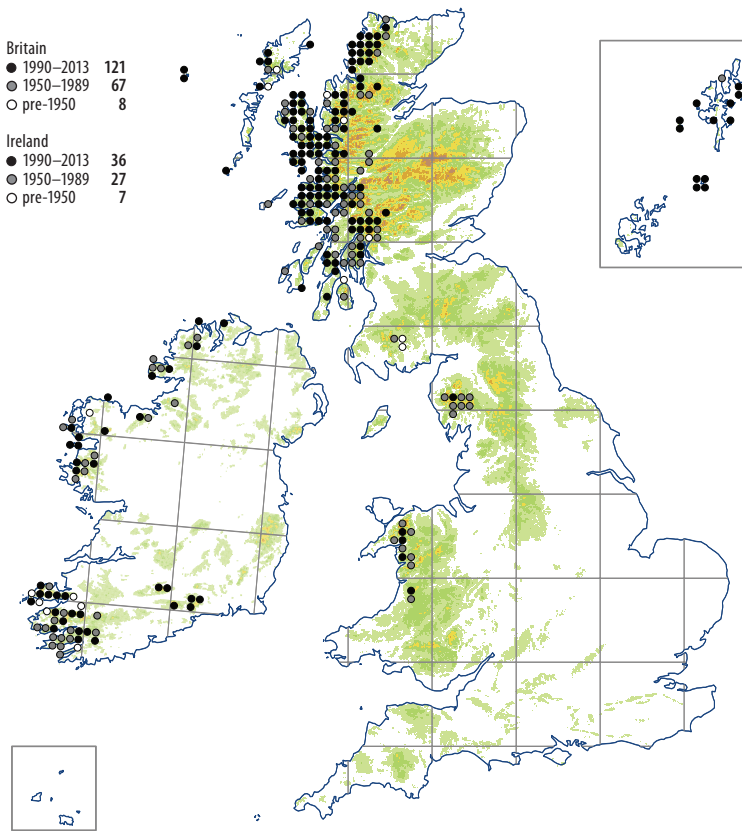 Britain
1990–2013 121
1950–1989 67
pre-1950 8
Ireland
1990–2013 36
1950–1989 27
pre-1950 7